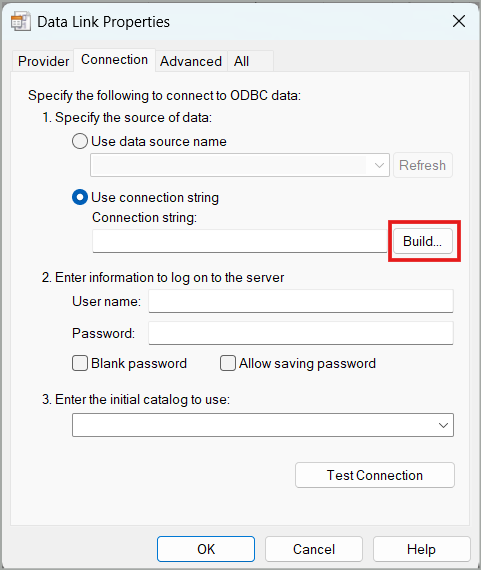 Data Link Properties
Provider Connection Advanced All
Specify the following to connect to ODBC data:
1. Specify the source of data:
Use data source name
Refresh
Use connection string
Connection string:
Build...
2. Enter information to log on to the server
User name:
Password:
Blank password Allow saving password
3. Enter the initial catalog to use:
Test Connection
OK Cancel Help